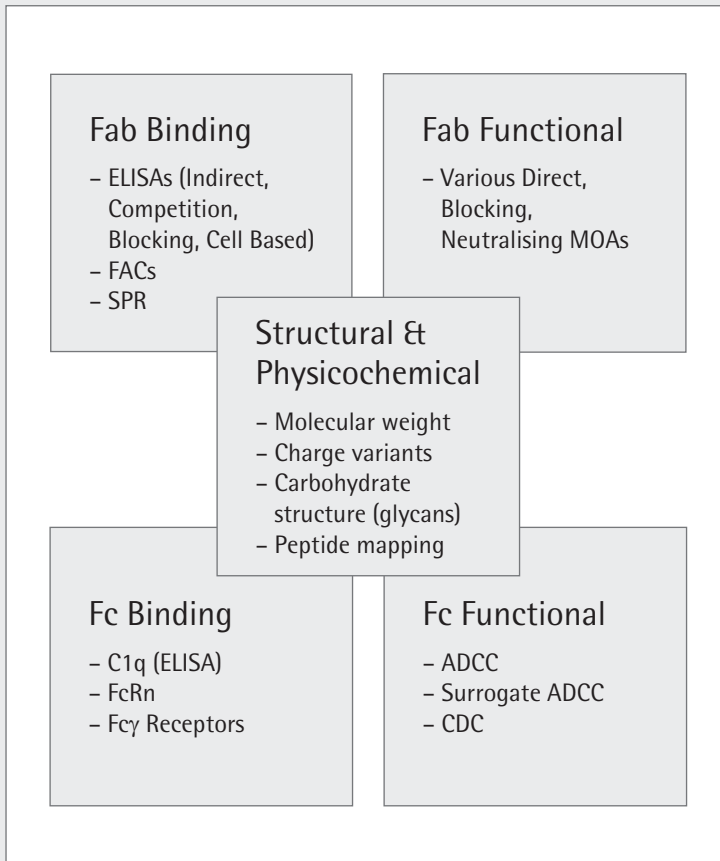 Fab Binding
– ELISAs (Indirect,
Competition,
Blocking, Cell Based)
– FACs
– SPR
Fab Functional
– Various Direct,
Blocking,
Neutralising MOAs
Structural &
Physicochemical
– Molecular weight
– Charge variants
– Carbohydrate
structure (glycans)
– Peptide mapping
Fc Binding
– C1q (ELISA)
– FcRn
– Fcγ Receptors
Fc Functional
– ADCC
– Surrogate ADCC
– CDC